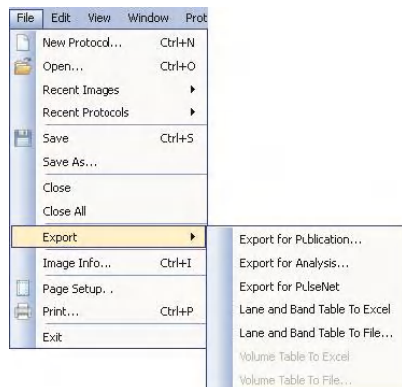 File Edit View Window Prot
New Protocol... Ctrl+N
Open... Ctrl+O
Recent Images
Recent Protocols
Save Ctrl+S
Save As...
Close
Close All
Export
Image Info... Ctrl+I
Page Setup. .
Print... Ctrl+P
Exit
Export for Publication...
Export for Analysis...
Export for PulseNet
Lane and Band Table To Excel
Lane and Band Table To File...
Volume Table To Excel
Volume Table To File...